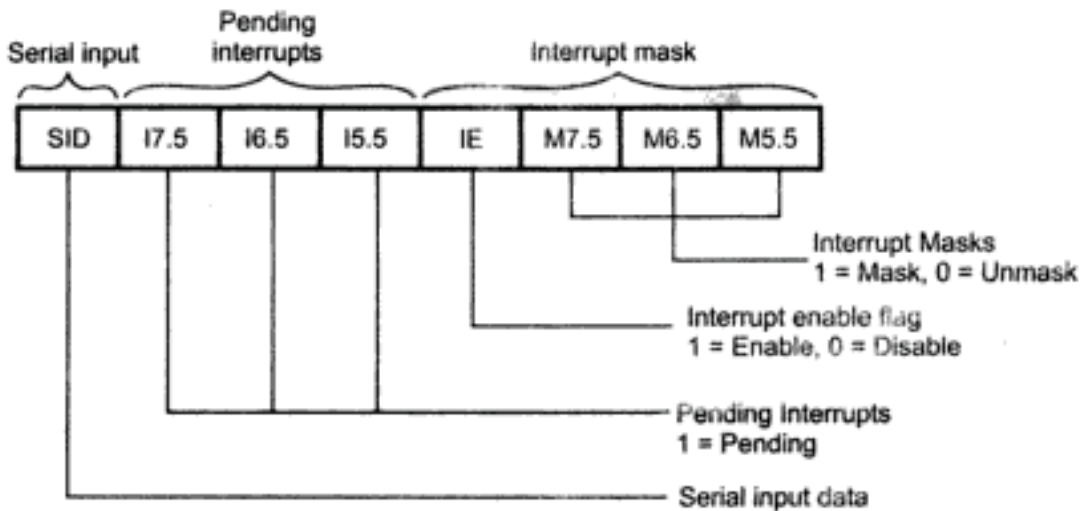 Pending
Serial input interrupts Interrupt mask
SID I7.5 I6.5 I5.5 IE M7.5 M6.5 M5.5
Interrupt Masks
1 = Mask, 0 = Unmask
Interrupt enable flag
1 = Enable, 0 = Disable
Pending Interrupts
1 = Pending
Serial input data